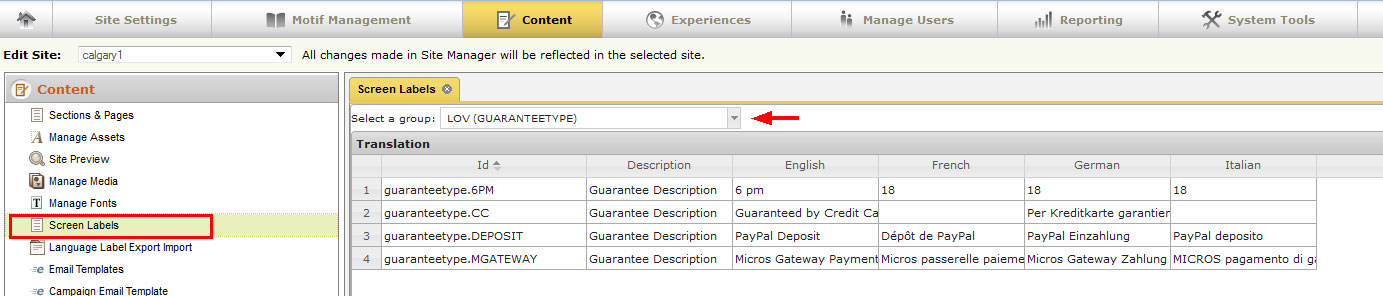 Site Settings Motif Management Content Experiences Manage Users Reporting System Tools
Edit Site: calgary1 All changes made in Site Manager will be reflected in the selected site.
Content
Sections & Pages
Manage Assets
Site Preview
Manage Media
Manage Fonts
Screen Labels
Language Label Export Import
Email Templates
Campaign Email Template
Screen Labels
Select a group: LOV (GUARANTEETYPE)
Translation
Id Description English French German Italian
1 guaranteetype.6PM Guarantee Description 6 pm 18 18 18
2 guaranteetype.CC Guarantee Description Guaranteed by Credit Ca Per Kreditkarte garantier
3 guaranteetype.DEPOSIT Guarantee Description PayPal Deposit Dépôt de PayPal PayPal Einzahlung PayPal deposito
4 guaranteetype.MGATEWAY Guarantee Description Micros Gateway Payment Micros passerelle paieme Micros Gateway Zahlung MICROS pagamento di ga